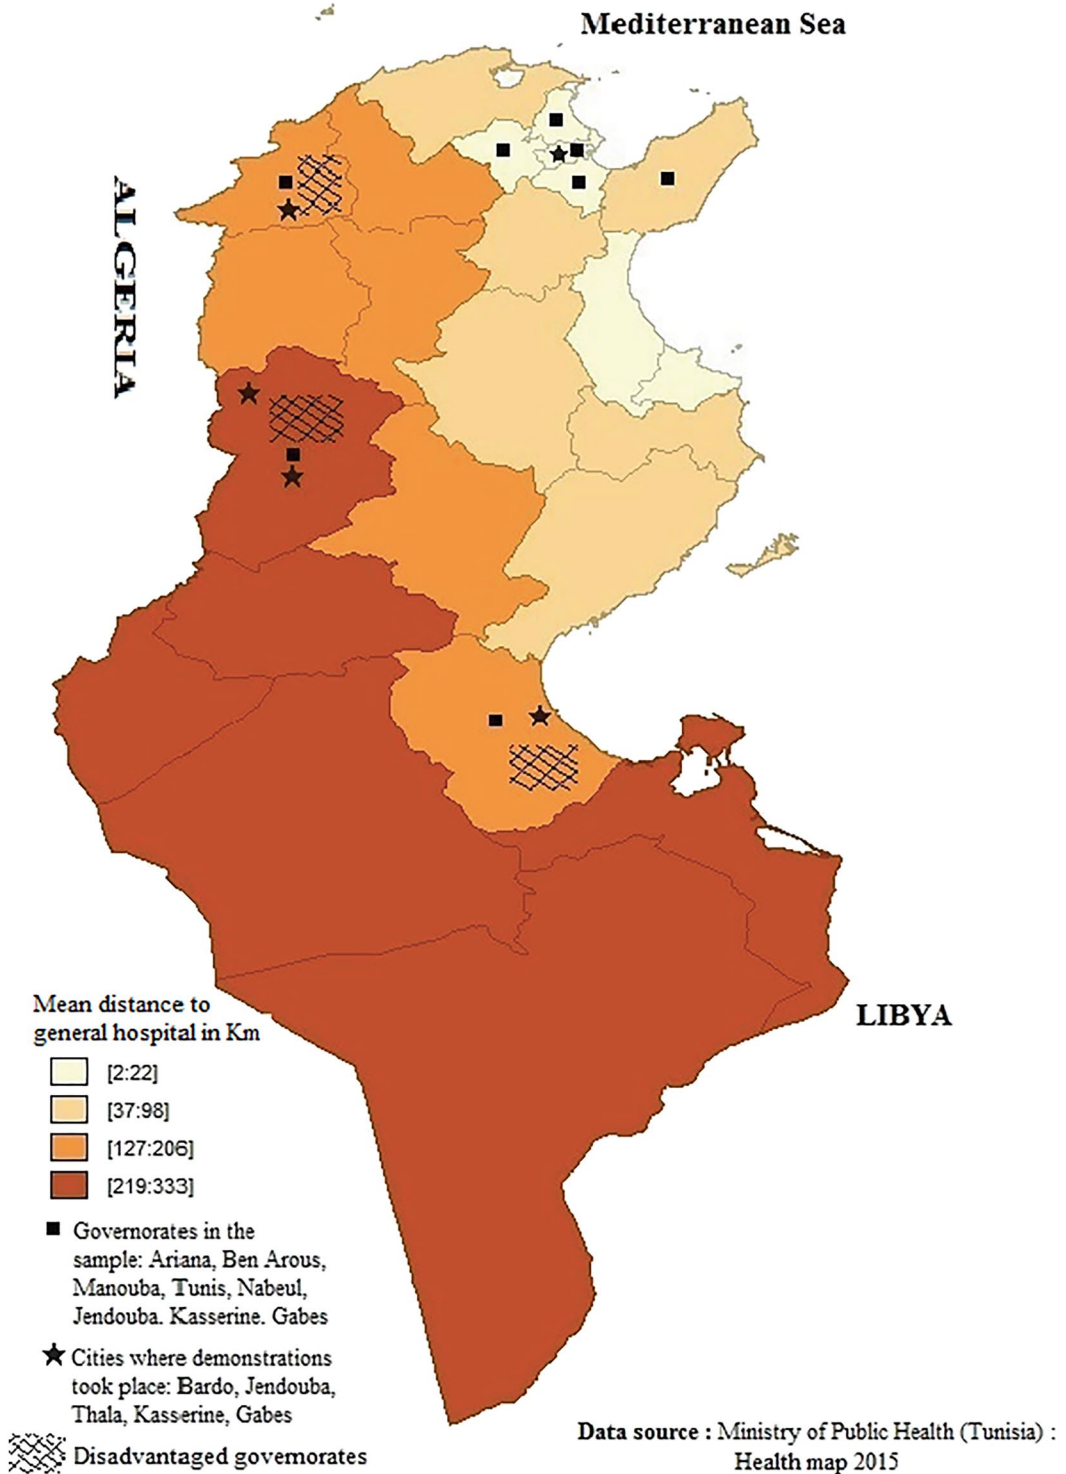 Mediterranean Sea
ALGERIA
LIBYA
Mean distance to
general hospital in Km
[2:22]
[37:98]
[127:206]
[219:333]
Governorates in the
sample: Ariana, Ben Arous,
Manouba, Tunis, Nabeul,
Jendouba. Kasserine. Gabes
Cities where demonstrations
took place: Bardo, Jendouba,
Thala, Kasserine, Gabes
Disadvantaged governorates
Data source : Ministry of Public Health (Tunisia) :
Health map 2015